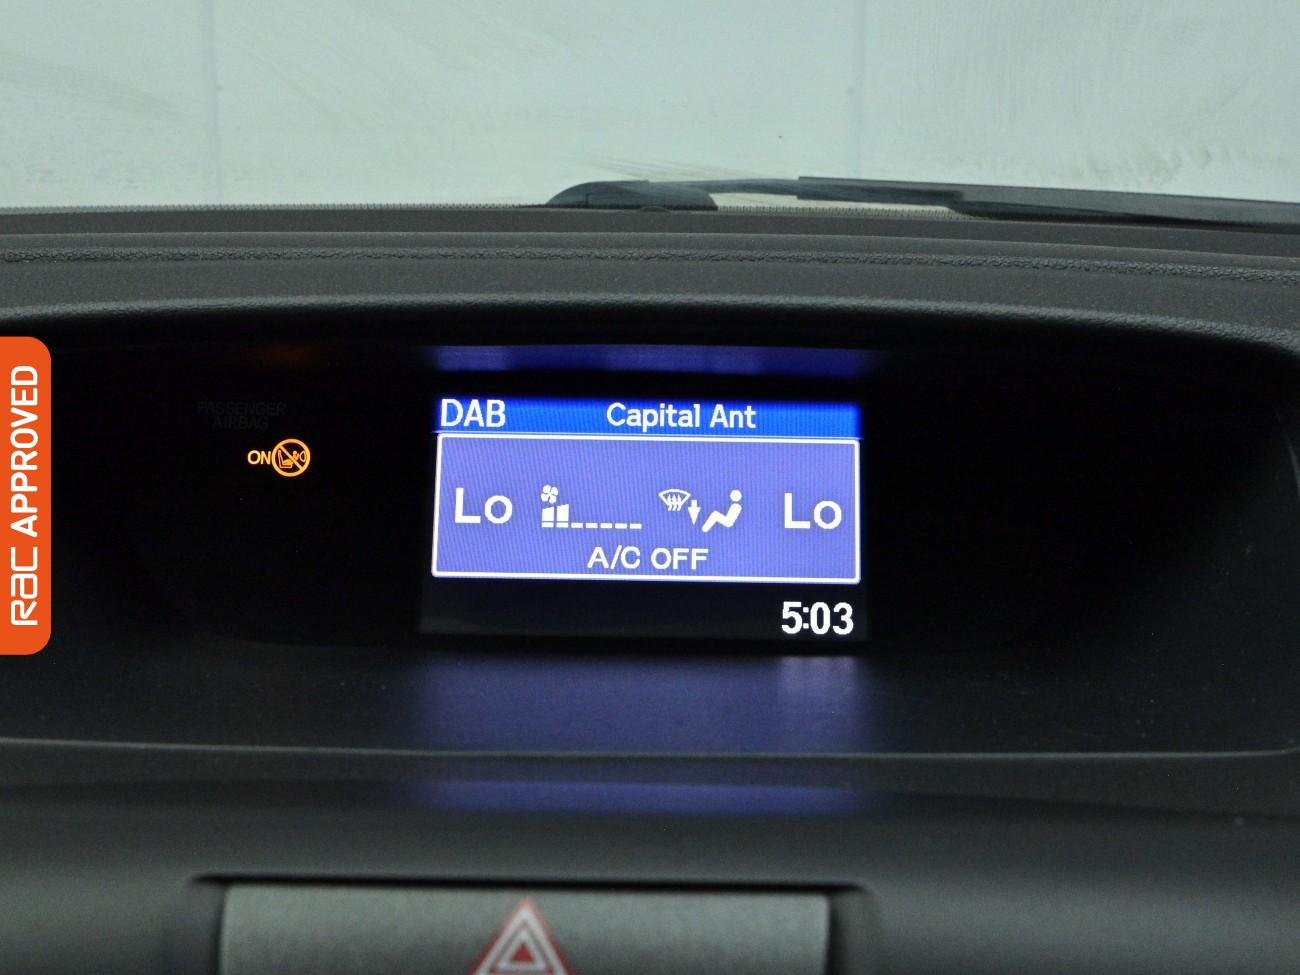 RAC APPROVED
PASSENGER
AIRBAG
ON
DAB Capital Ant
Lo Lo
A/C OFF
5:03